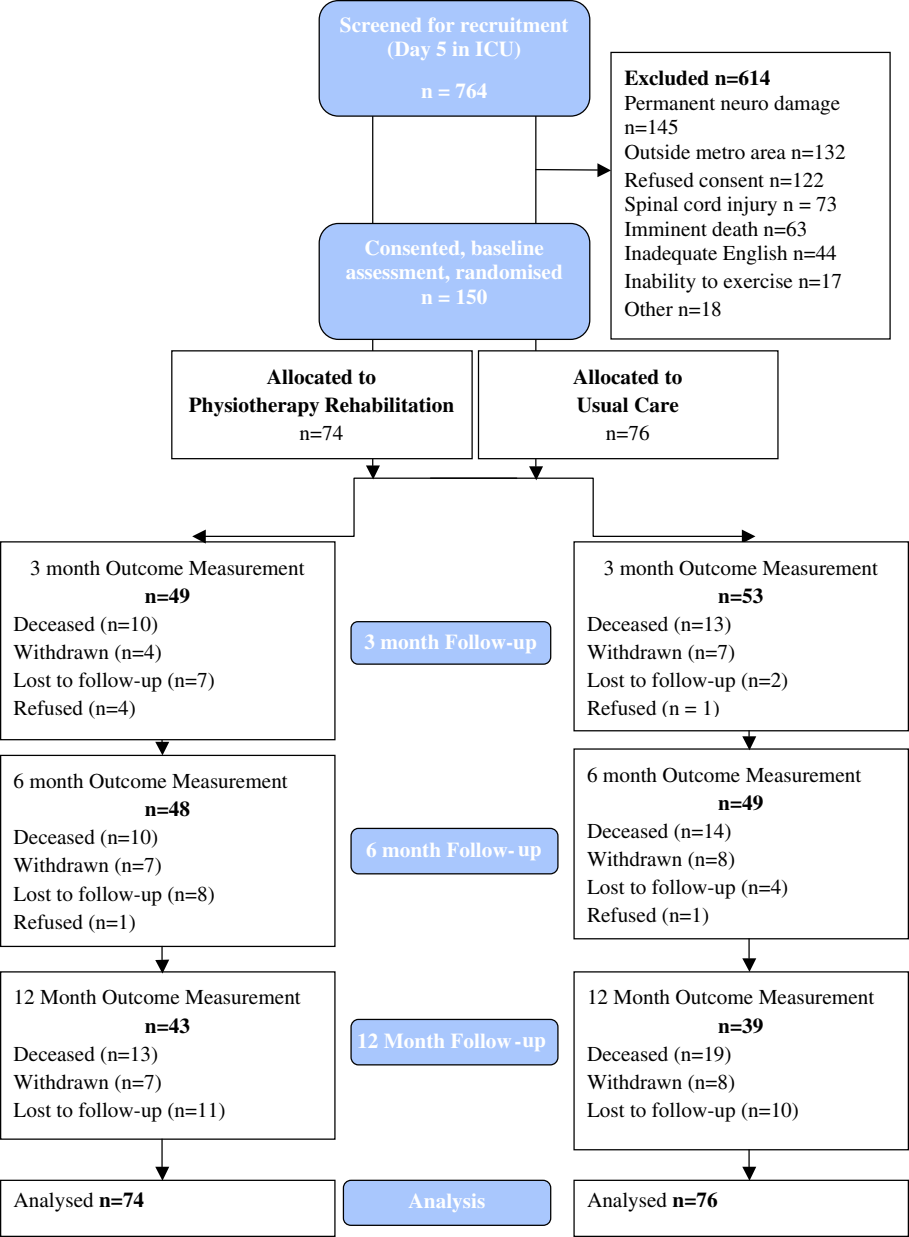 Screened for recruitment
(Day 5 in ICU)
n = 764
Excluded n=614
Permanent neuro damage
n=145
Outside metro area n=132
Refused consent n=122
Spinal cord injury n = 73
Imminent death n=63
Inadequate English n=44
Inability to exercise n=17
Other n=18
Consented, baseline
assessment, randomised
n = 150
Allocated to
Physiotherapy Rehabilitation
n=74
Allocated to
Usual Care
n=76
3 month Outcome Measurement
n=49
Deceased (n=10)
Withdrawn (n=4)
Lost to follow-up (n=7)
Refused (n=4)
3 month Follow-up
3 month Outcome Measurement
n=53
Deceased (n=13)
Withdrawn (n=7)
Lost to follow-up (n=2)
Refused (n = 1)
6 month Outcome Measurement
n=48
Deceased (n=10)
Withdrawn (n=7)
Lost to follow-up (n=8)
Refused (n=1)
6 month Follow-up
6 month Outcome Measurement
n=49
Deceased (n=14)
Withdrawn (n=8)
Lost to follow-up (n=4)
Refused (n=1)
12 Month Outcome Measurement
n=43
Deceased (n=13)
Withdrawn (n=7)
Lost to follow-up (n=11)
12 Month Follow-up
12 Month Outcome Measurement
n=39
Deceased (n=19)
Withdrawn (n=8)
Lost to follow-up (n=10)
Analysed n=74
Analysis
Analysed n=76